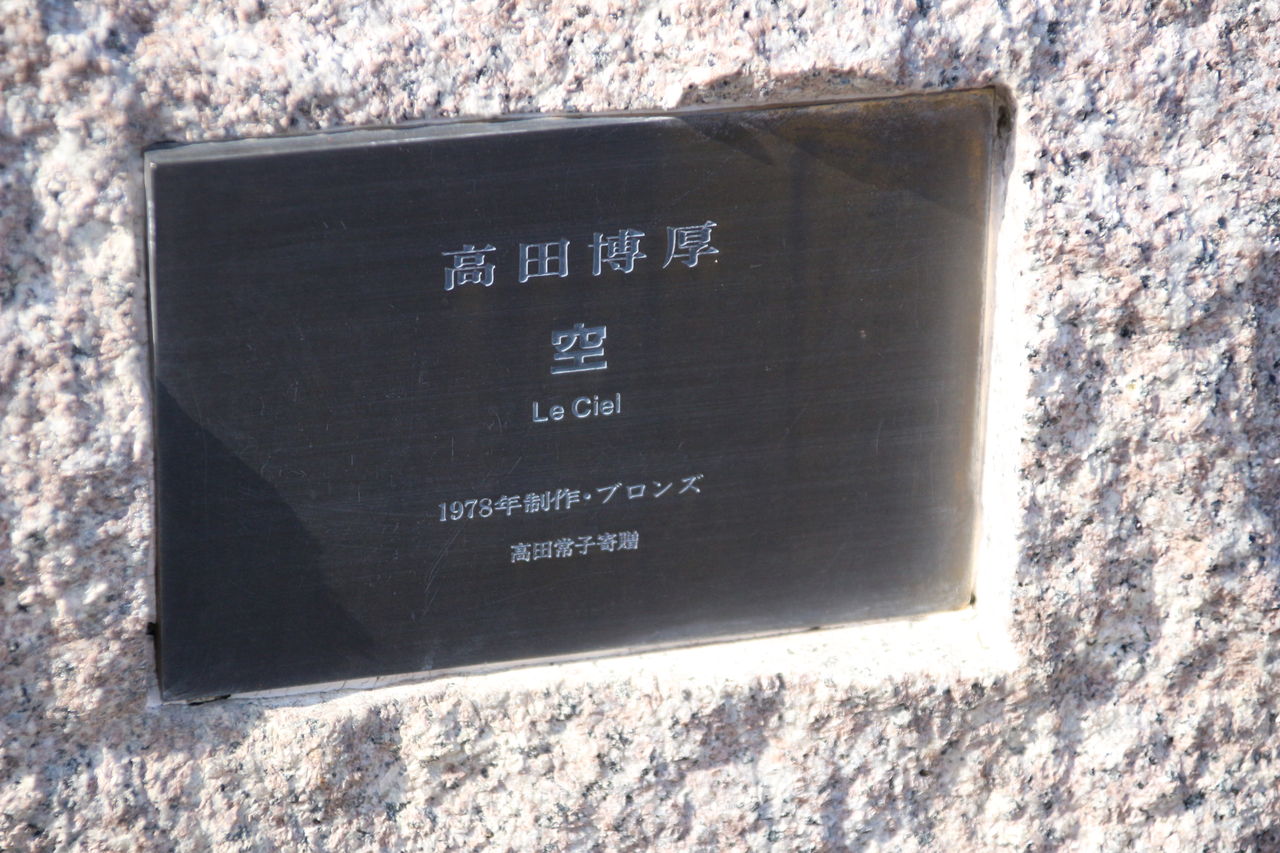 高田博厚
空
Le Ciel
1978年制作・ブロンズ
高田常子寄贈